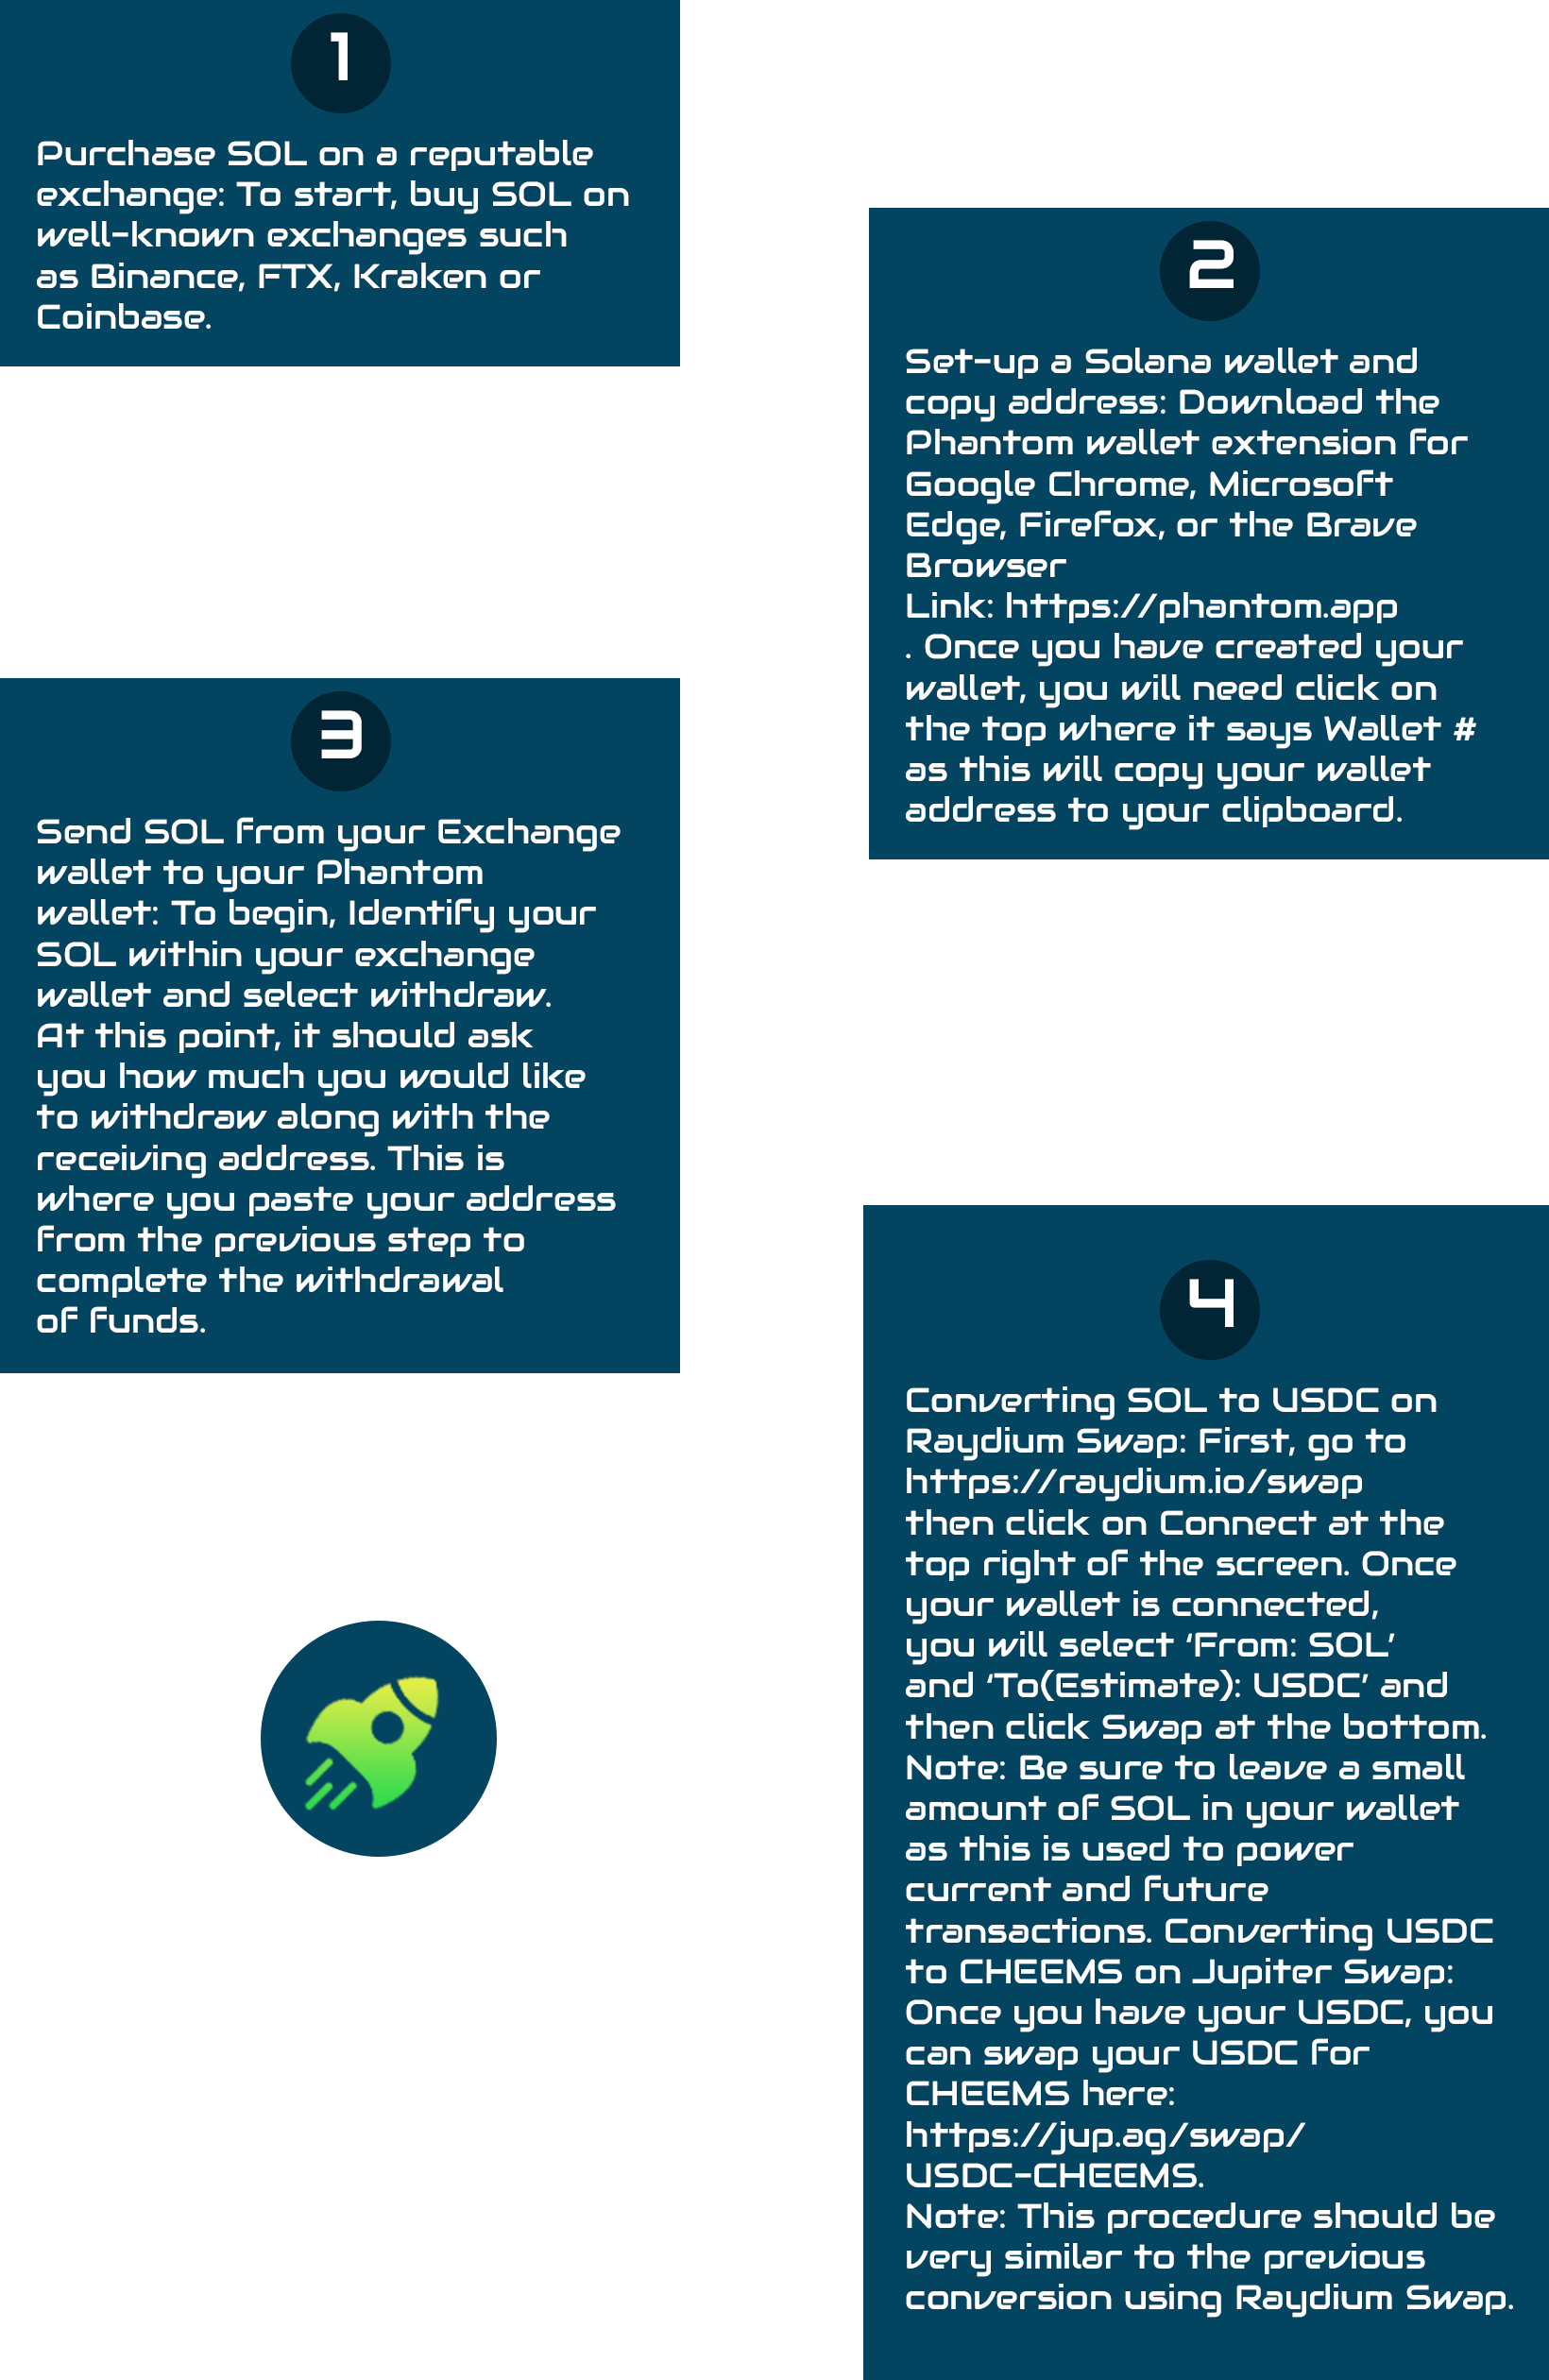 1
Purchase SOL on a reputable
exchange: To start, buy SOL on
well-known exchanges such
as Binance, FTX, Kraken or
Coinbase.
2
Set-up a Solana wallet and
copy address: Download the
Phantom wallet extension for
Google Chrome, Microsoft
Edge, Firefox, or the Brave
Browser
Link: https://phantom.app
. Once you have created your
wallet, you will need click on
the top where it says Wallet #
as this will copy your wallet
address to your clipboard.
3
Send SOL from your Exchange
wallet to your Phantom
wallet: To begin, Identify your
SOL within your exchange
wallet and select withdraw.
At this point, it should ask
you how much you would like
to withdraw along with the
receiving address. This is
where you paste your address
from the previous step to
complete the withdrawal
of funds.
4
Converting SOL to USDC on
Raydium Swap: First, go to
https://raydium.io/swap
then click on Connect at the
top right of the screen. Once
your wallet is connected,
you will select ‘From: SOL’
and ‘To(Estimate): USDC’ and
then click Swap at the bottom.
Note: Be sure to leave a small
amount of SOL in your wallet
as this is used to power
current and future
transactions. Converting USDC
to CHEEMS on Jupiter Swap:
Once you have your USDC, you
can swap your USDC for
CHEEMS here:
https://jup.ag/swap/
USDC-CHEEMS.
Note: This procedure should be
very similar to the previous
conversion using Raydium Swap.